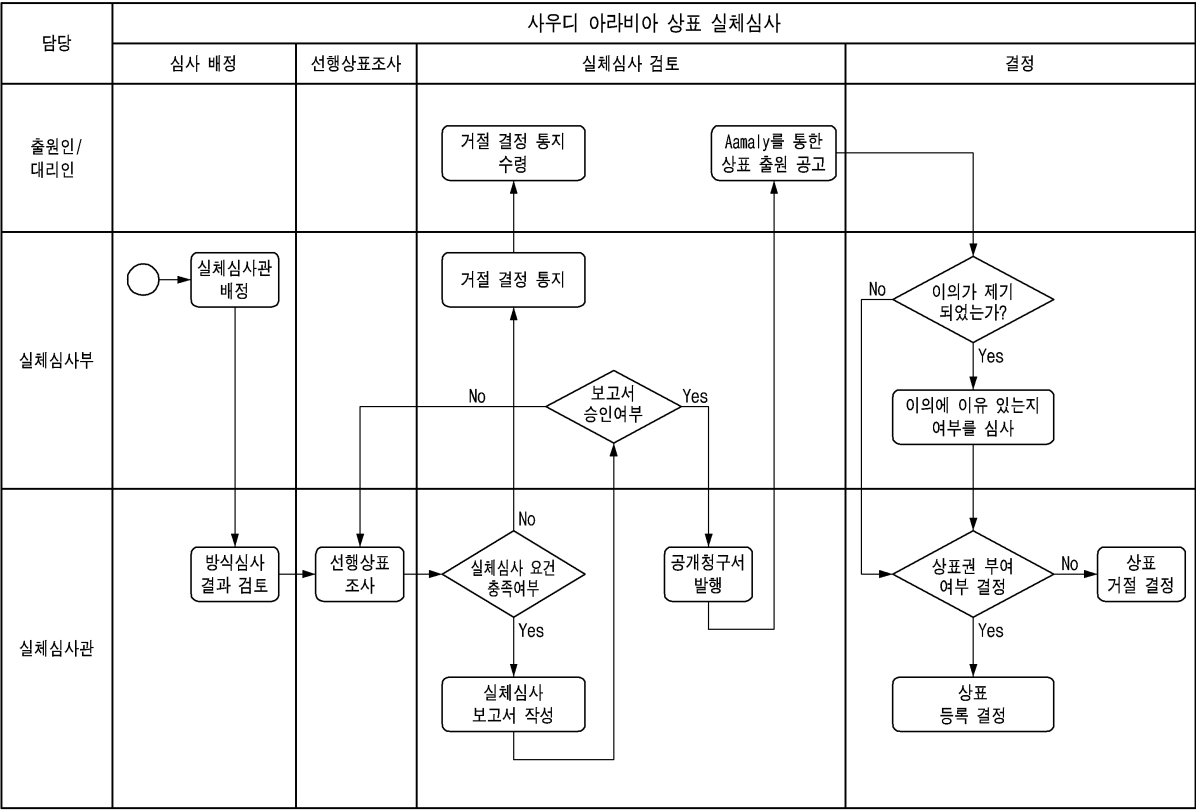 담당
사우디 아라비아 상표 실체심사
심사 배정
선행상표조사
실체심사 검토
결정
출원인/
대리인
거절 결정 통지
수령
Aamaly를 통한
상표 출원 공고
실체심사부
실체심사관
배정
거절 결정 통지
이의가 제기
되었는가?
No
Yes
보고서
승인여부
No
Yes
이의에 이유 있는지
여부를 심사
실체심사관
방식심사
결과 검토
선행상표
조사
실체심사 요건
충족여부
No
Yes
공개청구서
발행
상표권 부여
여부 결정
No
Yes
상표
거절 결정
실체심사
보고서 작성
상표
등록 결정